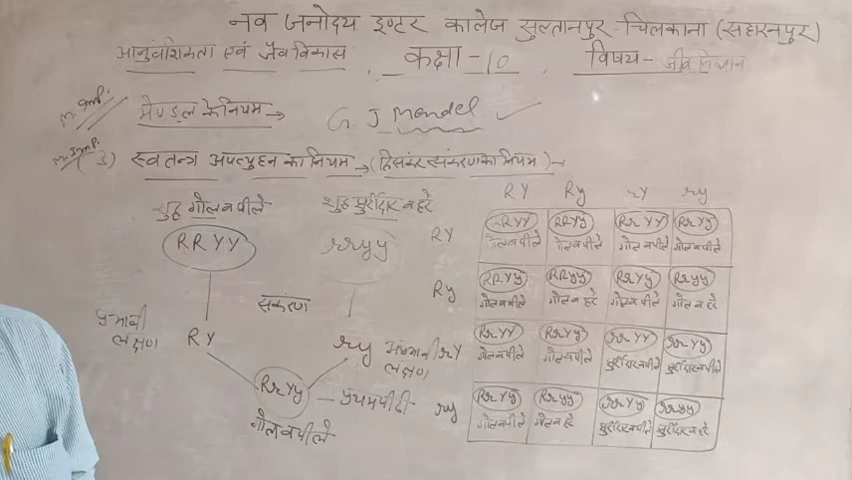 नव जनोदय इण्टर कालेज सुल्तानपुर-चिलकाना (सहारनपुर)
आनुवंशिकता एवं जैव विकास कक्षा-10 विषय- जीव विज्ञान
m. Imp. मेण्डल के नियम → G. J Mendel ✓
m. Imp. (3) स्वतन्त्र अपव्यूहन का नियम → (द्विसंकर संकरण का नियम) →
शुद्ध गोल व पीले शुद्ध झुर्रीदार व हरे
RRYY rryy
संकरण
प्रभावी लक्षण RY ry अप्रभावी लक्षण
RrYy - प्रथम पीढ़ी
गोल व पीले
RY Ry rY ry
RY RRYY RRYy RrYY RrYy
गोल व पीले गोल व पीले गोल व पीले गोल व पीले
Ry RRYy RRyy RrYy Rryy
गोल व पीले गोल व हरे गोल व पीले गोल व हरे
rY RrYY RrYy rrYY rrYy
गोल व पीले गोल व पीले झुर्रीदार व पीले झुर्रीदार व पीले
ry RrYy Rryy rrYy rryy
गोल व पीले गोल व हरे झुर्रीदार व पीले झुर्रीदार व हरे